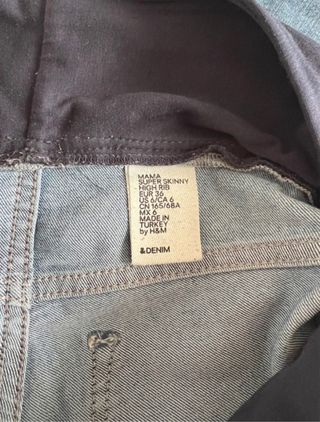 MAMA
SUPER SKINNY
HIGH RIB
EUR 36
US 6/CA 6
CN 165/68A
MX 6
MADE IN
TURKEY
by H&M
&DENIM